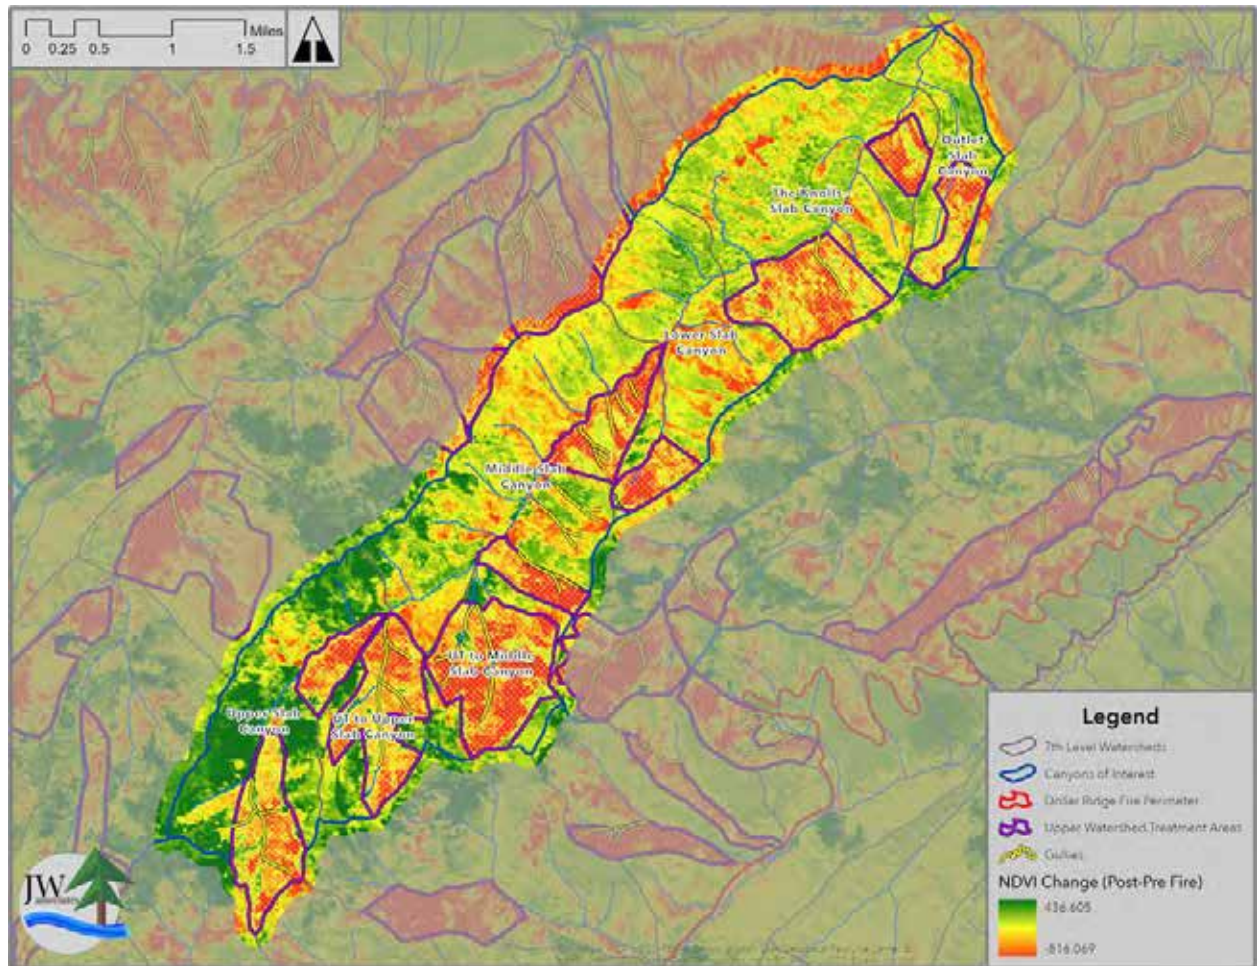 Miles
0 0.25 0.5 1 1.5
Outlet
Slab
Canyon
The Knolls-
Slab Canyon
Lower Slab
Canyon
Middle Slab
Canyon
UT to Middle
Slab Canyon
Upper Slab
Canyon
UT to Upper
Slab Canyon
Legend
7th Level Watersheds
Canyons of Interest
Dollar Ridge Fire Perimeter
Upper Watershed Treatment Areas
Gullies
NDVI Change (Post-Pre Fire)
436.605
-816.069
JW